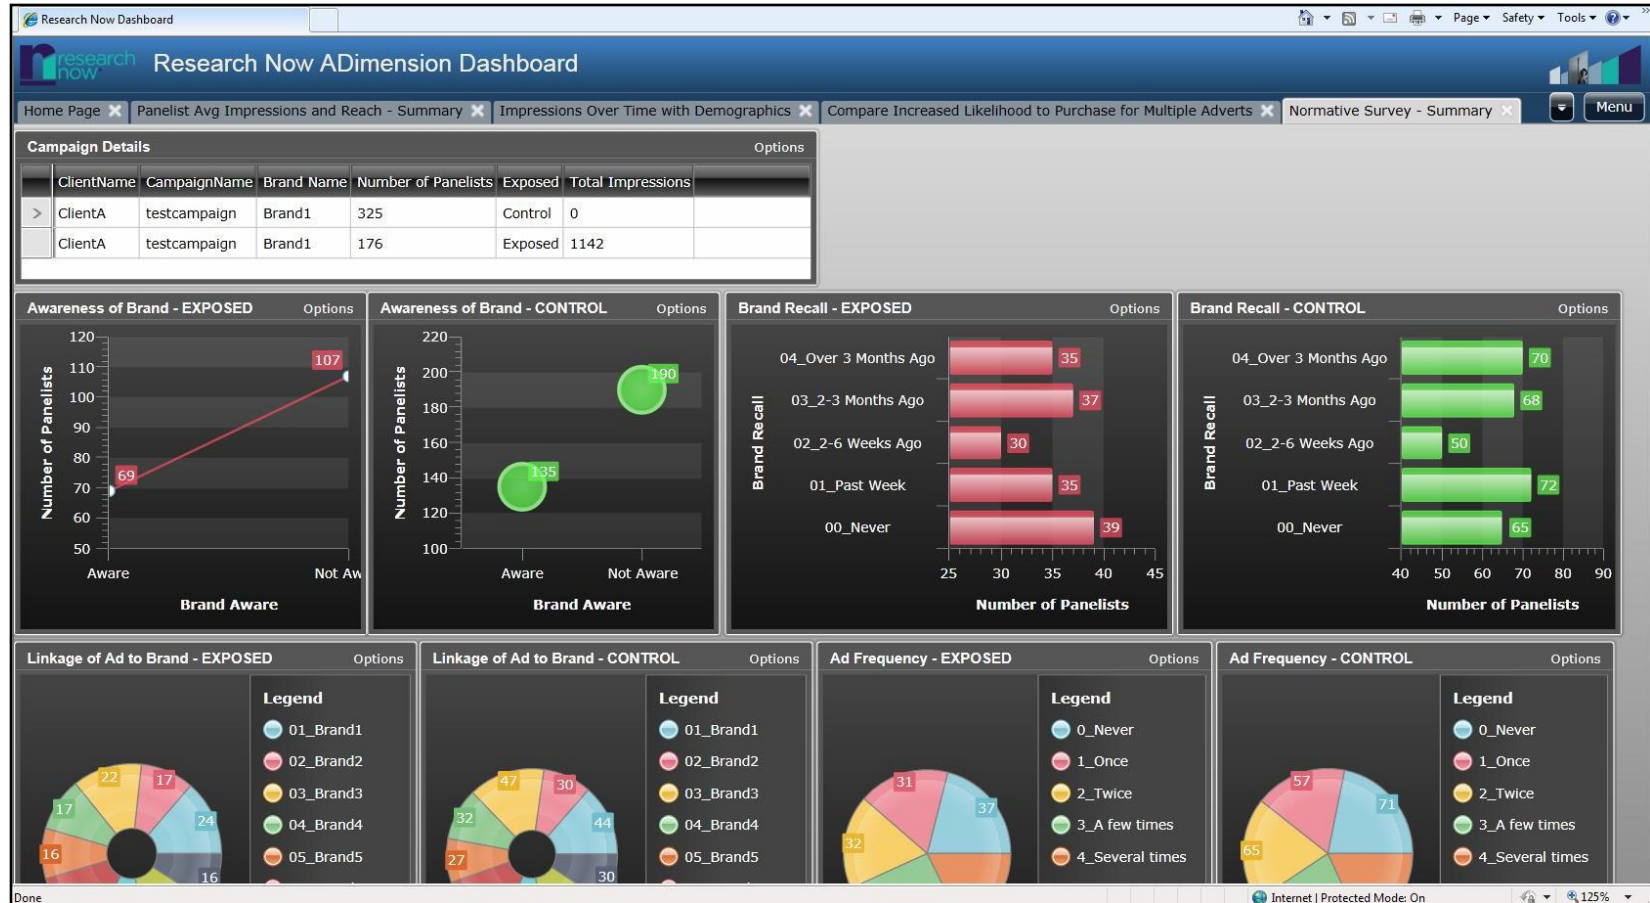 Research Now Dashboard
Page Safety Tools
research now
Research Now ADimension Dashboard
Home Page Panelist Avg Impressions and Reach - Summary Impressions Over Time with Demographics Compare Increased Likelihood to Purchase for Multiple Adverts Normative Survey - Summary Menu
Campaign Details Options
ClientName CampaignName Brand Name Number of Panelists Exposed Total Impressions
> ClientA testcampaign Brand1 325 Control 0
ClientA testcampaign Brand1 176 Exposed 1142
Awareness of Brand - EXPOSED Options
120
110
100
90
80
70
60
50
107
69
Number of Panelists
Aware Not Aw
Brand Aware
Awareness of Brand - CONTROL Options
220
200
180
160
140
120
100
190
135
Number of Panelists
Aware Not Aware
Brand Aware
Brand Recall - EXPOSED Options
Brand Recall
04_Over 3 Months Ago 35
03_2-3 Months Ago 37
02_2-6 Weeks Ago 30
01_Past Week 35
00_Never 39
25 30 35 40 45
Number of Panelists
Brand Recall - CONTROL Options
Brand Recall
04_Over 3 Months Ago 70
03_2-3 Months Ago 68
02_2-6 Weeks Ago 50
01_Past Week 72
00_Never 65
40 50 60 70 80 90
Number of Panelists
Linkage of Ad to Brand - EXPOSED Options
22 17
17 24
16 16
Legend
01_Brand1
02_Brand2
03_Brand3
04_Brand4
05_Brand5
Linkage of Ad to Brand - CONTROL Options
47 30
32 44
27 30
Legend
01_Brand1
02_Brand2
03_Brand3
04_Brand4
05_Brand5
Ad Frequency - EXPOSED Options
31 37
32
Legend
0_Never
1_Once
2_Twice
3_A few times
4_Several times
Ad Frequency - CONTROL Options
57 71
65
Legend
0_Never
1_Once
2_Twice
3_A few times
4_Several times
Done Internet | Protected Mode: On 125%